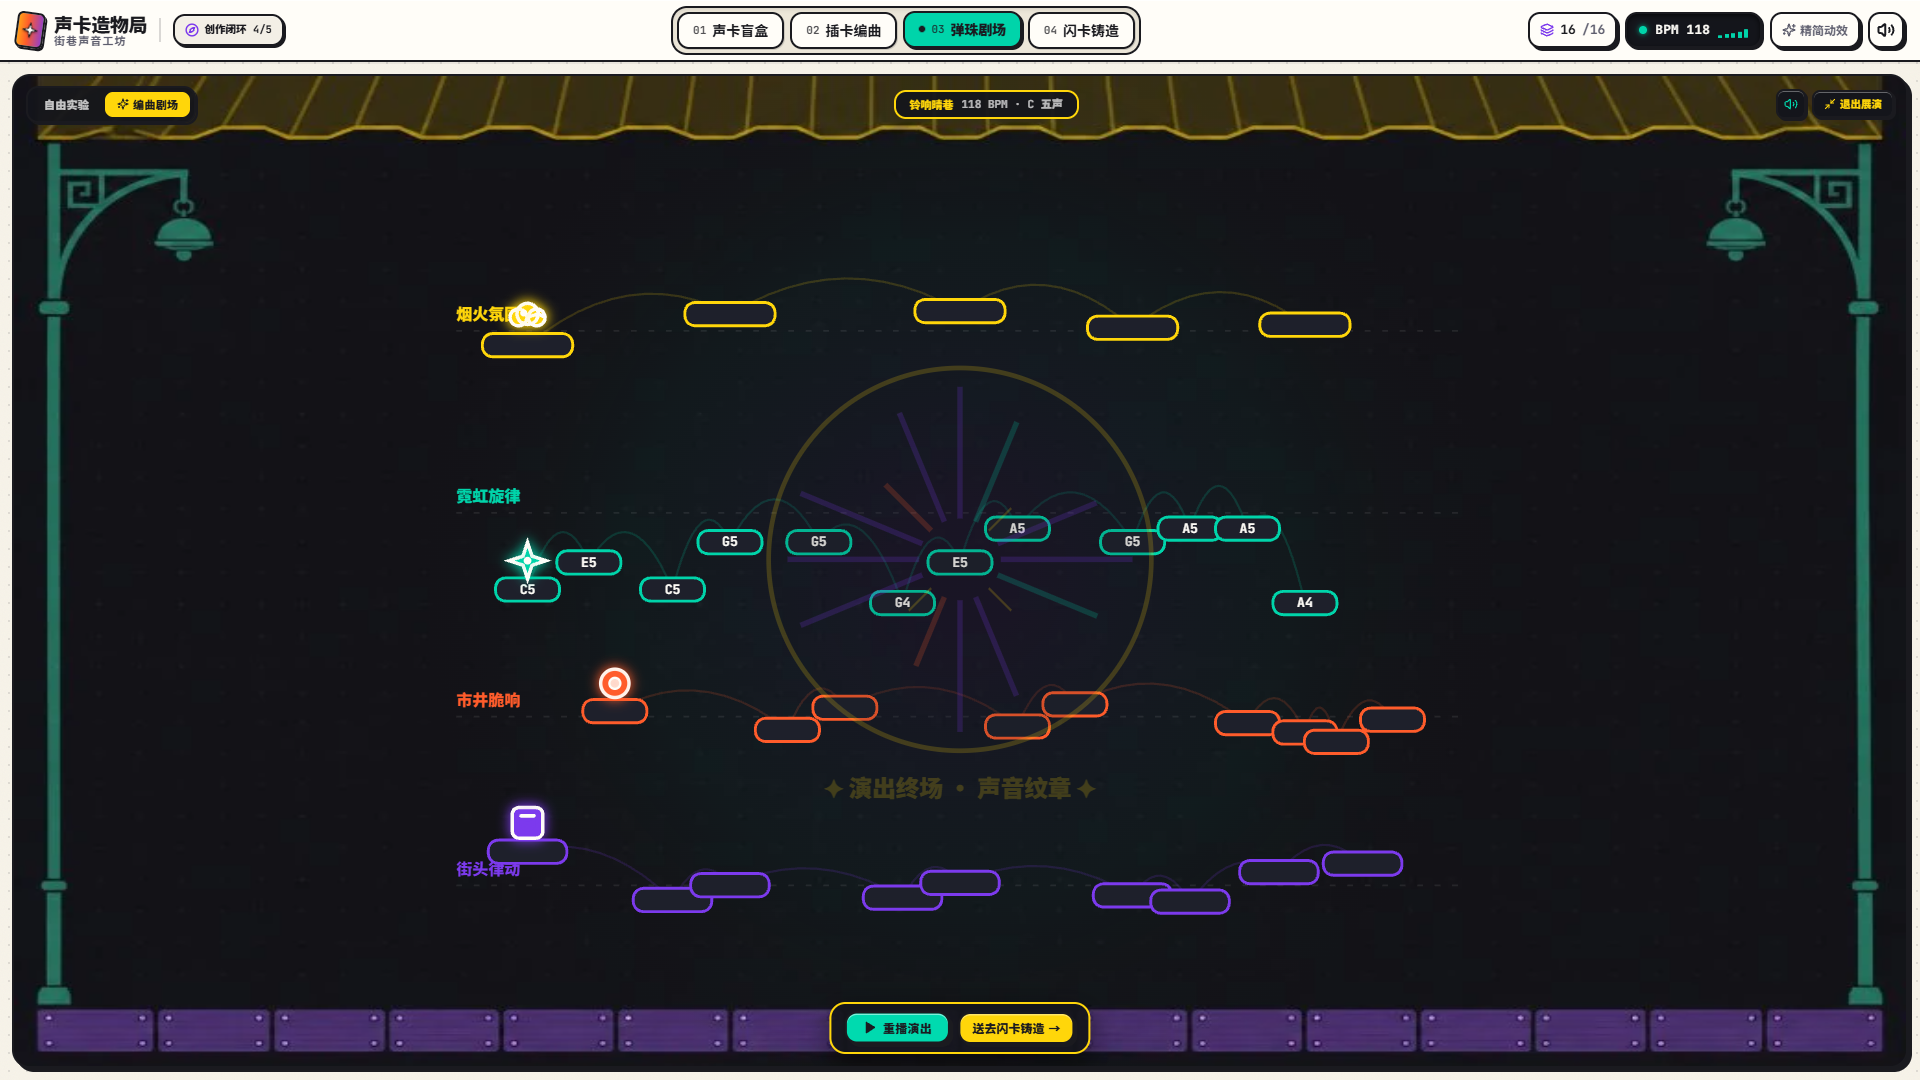 声卡造物局
街巷声音工坊
创作闭环 4/5
01 声卡盲盒
02 插卡编曲
03 弹珠剧场
04 闪卡铸造
16 /16
BPM 118
精简动效
自由实验
编曲剧场
铃响晴巷 118 BPM · C 五声
退出展演
烟火氛
霓虹旋律
C5 E5 C5 G5 G5 G4 E5 A5 G5 A5 A5 A4
市井脆响
✦ 演出终场 · 声音纹章 ✦
街头律动
重播演出
送去闪卡铸造 →